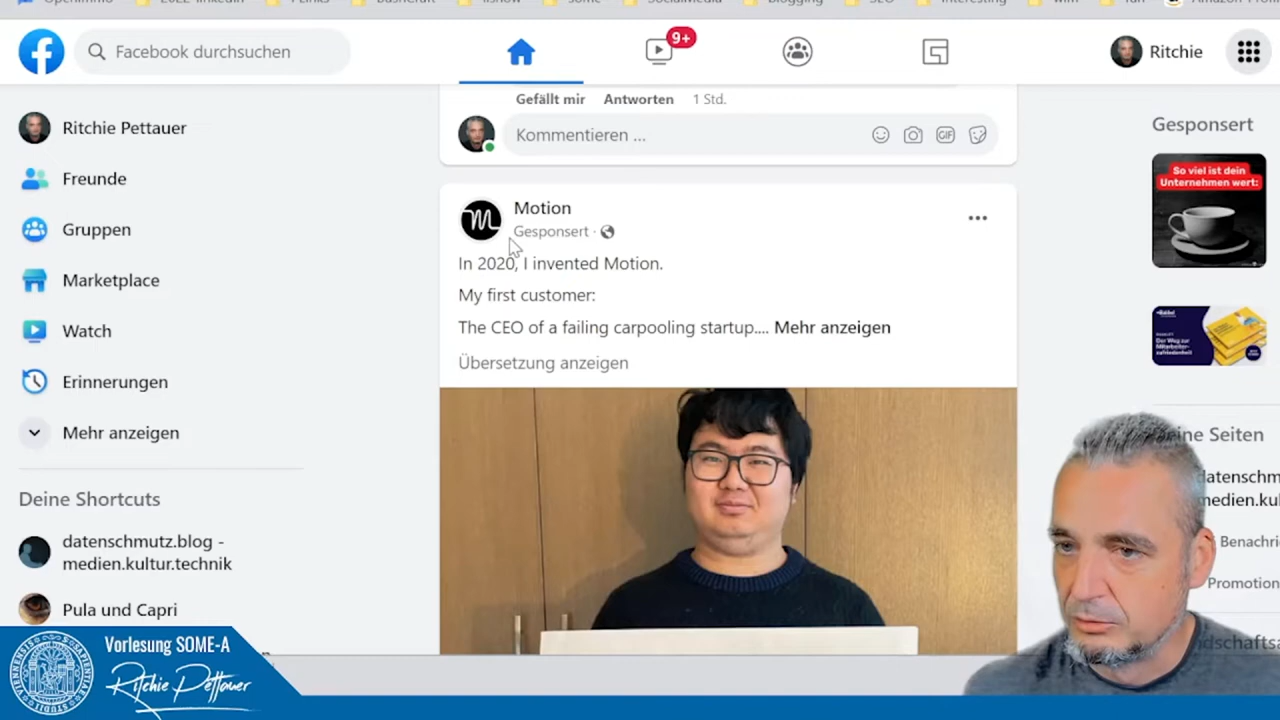 Facebook durchsuchen
9+
Ritchie
Ritchie Pettauer
Freunde
Gruppen
Marketplace
Watch
Erinnerungen
Mehr anzeigen
Deine Shortcuts
datenschmutz.blog -
medien.kultur.technik
Pula und Capri
Gefällt mir Antworten 1 Std.
Kommentieren ...
GIF
Motion
Gesponsert ·
In 2020, I invented Motion.
My first customer:
The CEO of a failing carpooling startup.... Mehr anzeigen
Übersetzung anzeigen
Gesponsert
So viel ist dein
Unternehmen wert:
Der Weg zur
Seiten
Vorlesung SOME-A
Ritchie Pettauer